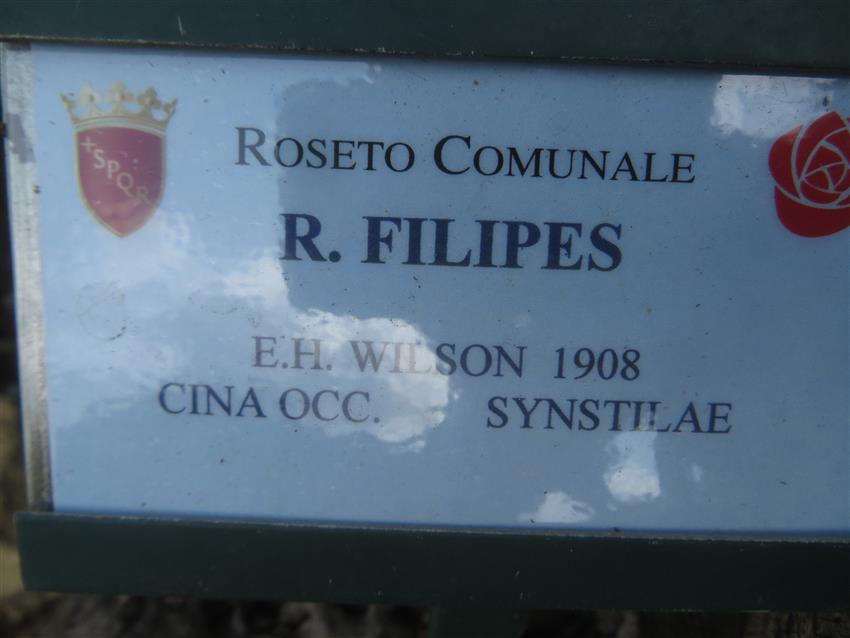 SPQR
ROSETO COMUNALE
R. FILIPES
E.H. WILSON 1908
CINA OCC. SYNSTILAE